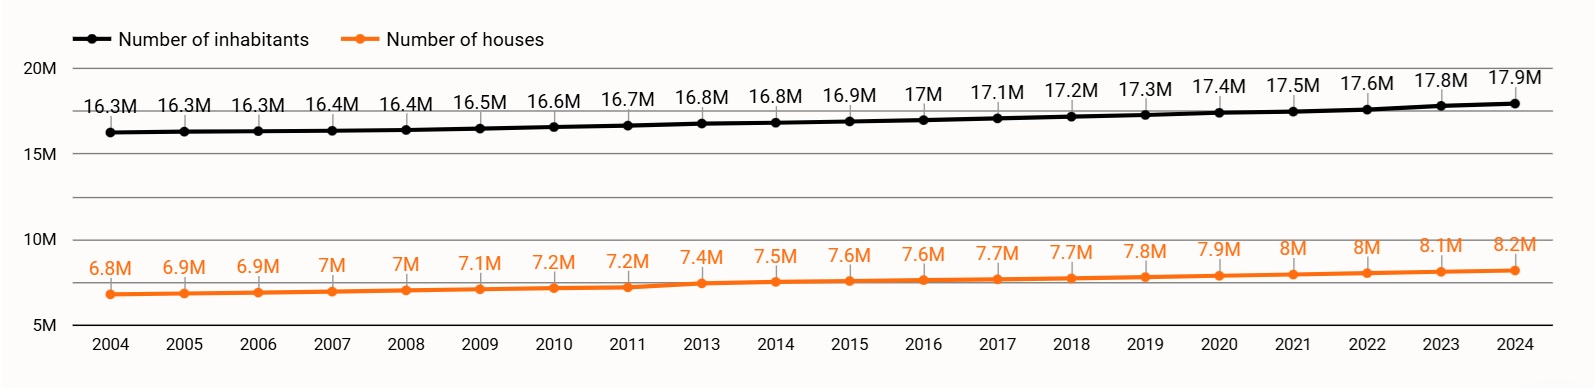 Number of inhabitants Number of houses
20M
16.3M 16.3M 16.3M 16.4M 16.4M 16.5M 16.6M 16.7M 16.8M 16.8M 16.9M 17M 17.1M 17.2M 17.3M 17.4M 17.5M 17.6M 17.8M 17.9M
15M
10M
6.8M 6.9M 6.9M 7M 7M 7.1M 7.2M 7.2M 7.4M 7.5M 7.6M 7.6M 7.7M 7.7M 7.8M 7.9M 8M 8M 8.1M 8.2M
5M
2004 2005 2006 2007 2008 2009 2010 2011 2013 2014 2015 2016 2017 2018 2019 2020 2021 2022 2023 2024